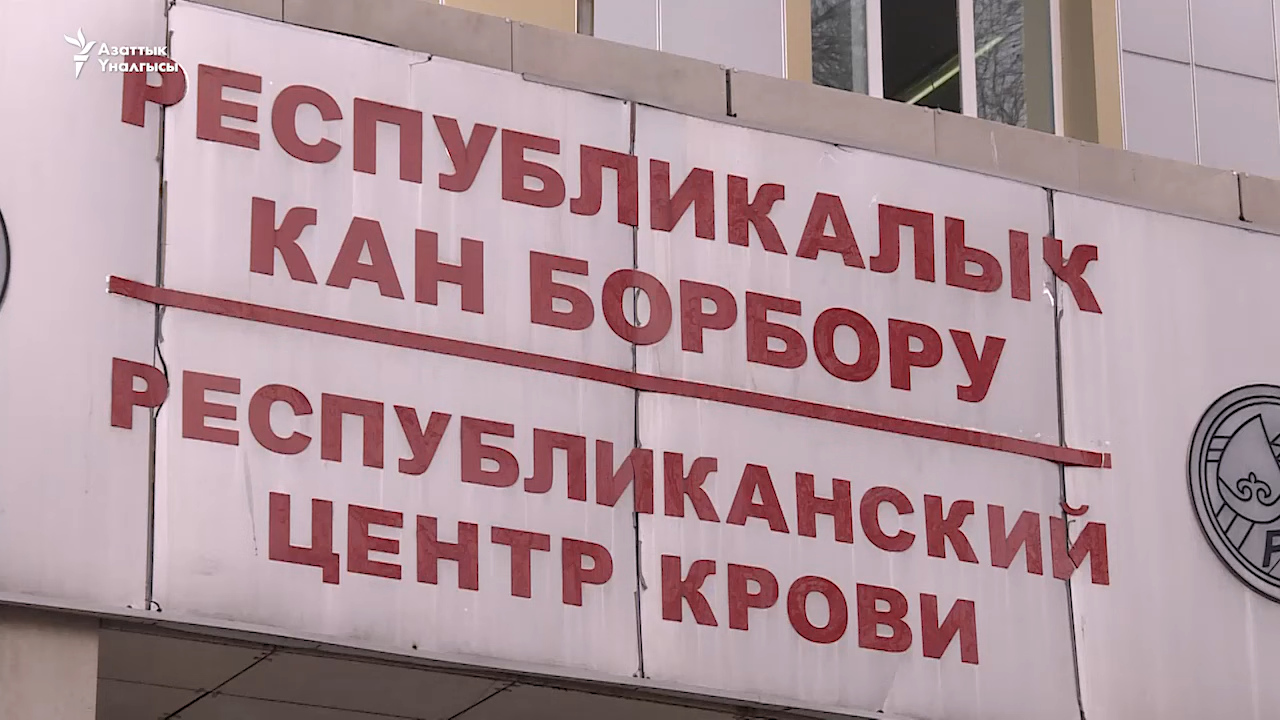 Азаттык
Үналгысы
РЕСПУБЛИКАЛЫК
КАН БОРБОРУ
РЕСПУБЛИКАНСКИЙ
ЦЕНТР КРОВИ